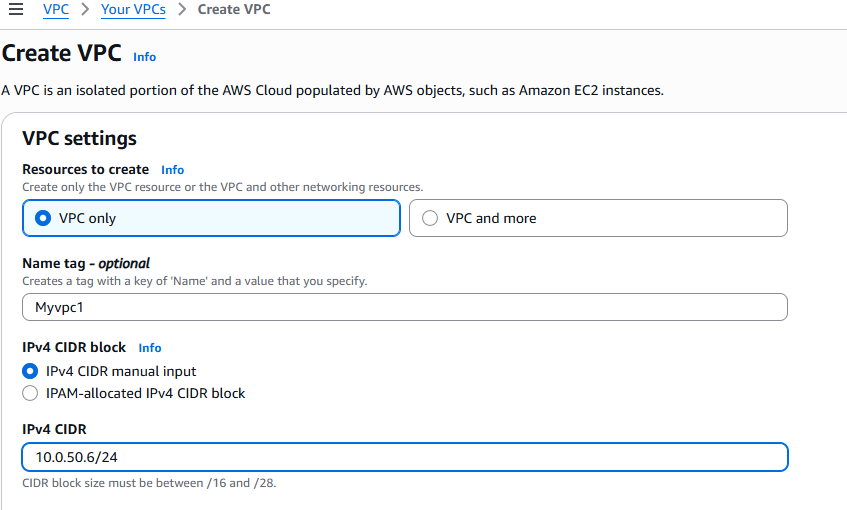 VPC > Your VPCs > Create VPC
Create VPC Info
A VPC is an isolated portion of the AWS Cloud populated by AWS objects, such as Amazon EC2 instances.
VPC settings
Resources to create Info
Create only the VPC resource or the VPC and other networking resources.
VPC only VPC and more
Name tag - optional
Creates a tag with a key of 'Name' and a value that you specify.
Myvpc1
IPv4 CIDR block Info
IPv4 CIDR manual input
IPAM-allocated IPv4 CIDR block
IPv4 CIDR
10.0.50.6/24
CIDR block size must be between /16 and /28.